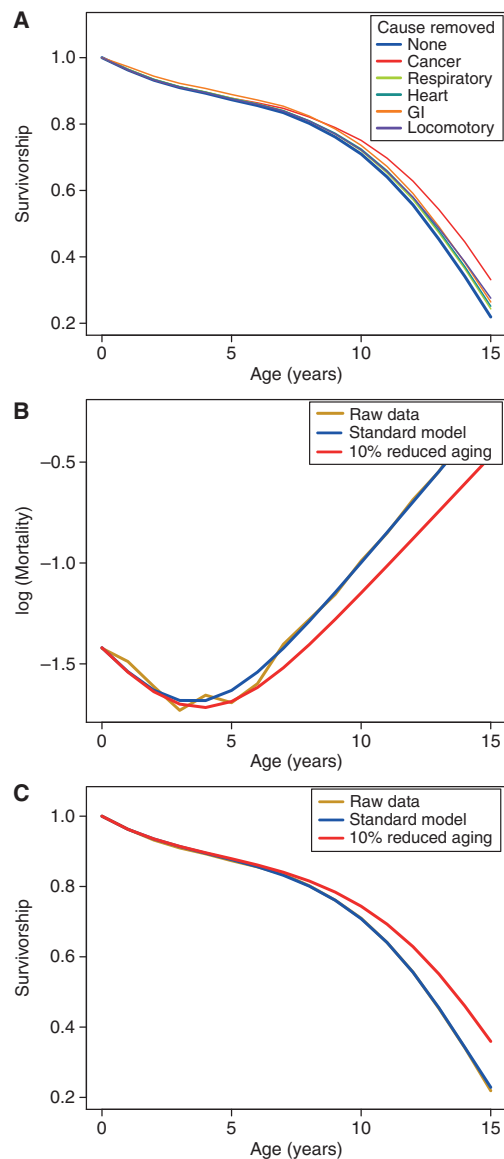 A
Cause removed
None
Cancer
Respiratory
Heart
GI
Locomotory
1.0
0.8
0.6
0.4
0.2
Survivorship
0 5 10 15
Age (years)
B
Raw data
Standard model
10% reduced aging
−0.5
−1.0
−1.5
log (Mortality)
0 5 10 15
Age (years)
C
Raw data
Standard model
10% reduced aging
1.0
0.8
0.6
0.4
0.2
Survivorship
0 5 10 15
Age (years)